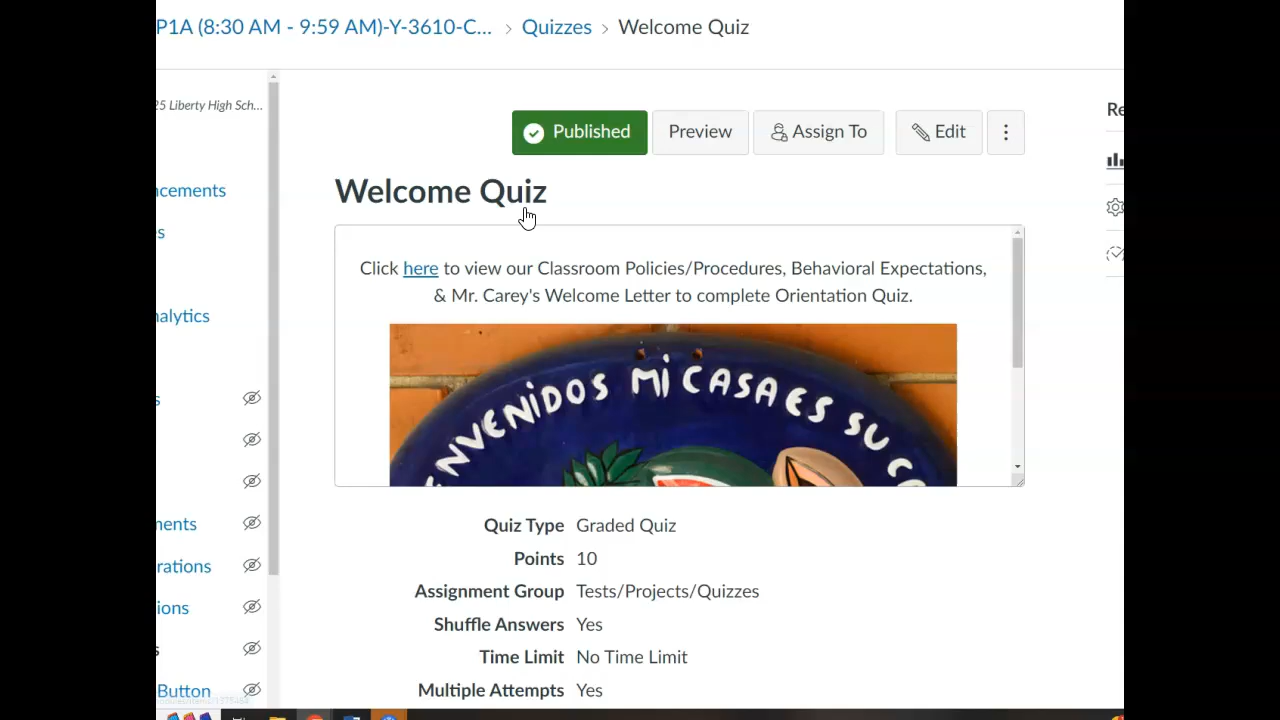 P1A (8:30 AM - 9:59 AM)-Y-3610-C... > Quizzes > Welcome Quiz
25 Liberty High Sch...
ncements
s
nalytics
s
nents
rations
ions
s
Button
Published
Preview
Assign To
Edit
Re
Welcome Quiz
Click here to view our Classroom Policies/Procedures, Behavioral Expectations,
& Mr. Carey's Welcome Letter to complete Orientation Quiz.
ENVENiDOS Mi CASA ES SU C
Quiz Type Graded Quiz
Points 10
Assignment Group Tests/Projects/Quizzes
Shuffle Answers Yes
Time Limit No Time Limit
Multiple Attempts Yes